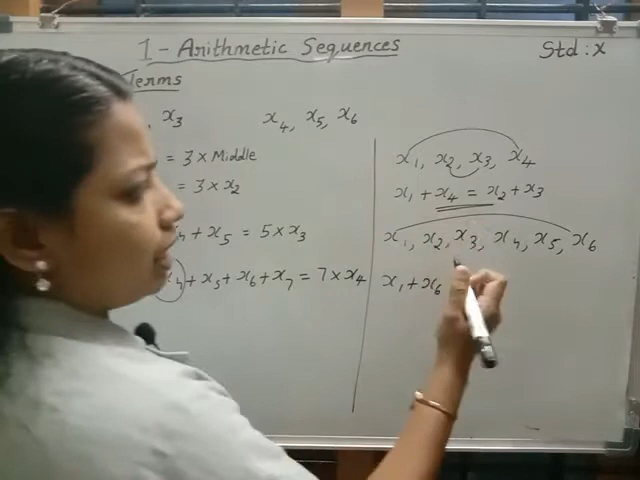 1 - Arithmetic Sequences
Std : X
Terms
, x₃ x₄, x₅, x₆
= 3 × Middle
= 3 × x₂
+ x₅ = 5 × x₃
+ x₅ + x₆ + x₇ = 7 × x₄
x₁, x₂, x₃, x₄
x₁ + x₄ = x₂ + x₃
x₁, x₂, x₃, x₄, x₅, x₆
x₁ + x₆